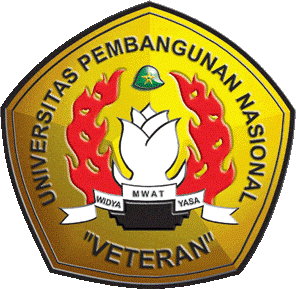 UNIVERSITAS PEMBANGUNAN NASIONAL
WIDYA MWAT YASA
"VETERAN"